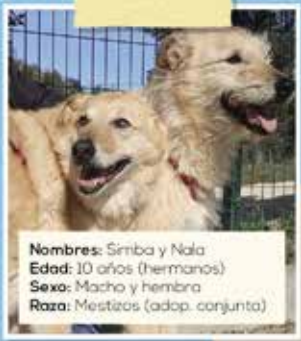 Nombres: Simba y Nala
Edad: 10 años (hermanos)
Sexo: Macho y hembra
Raza: Mestizos (adop. conjunta)